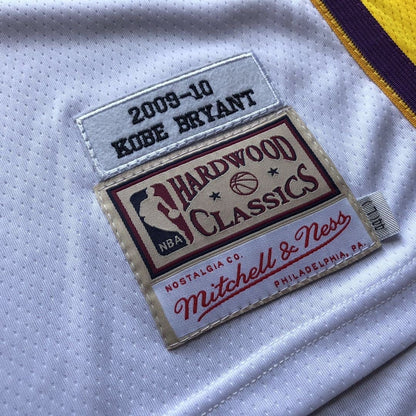 2009-10
KOBE BRYANT
HARDWOOD
CLASSICS
NBA
NOSTALGIA CO.
Mitchell & Ness
PHILADELPHIA, PA.